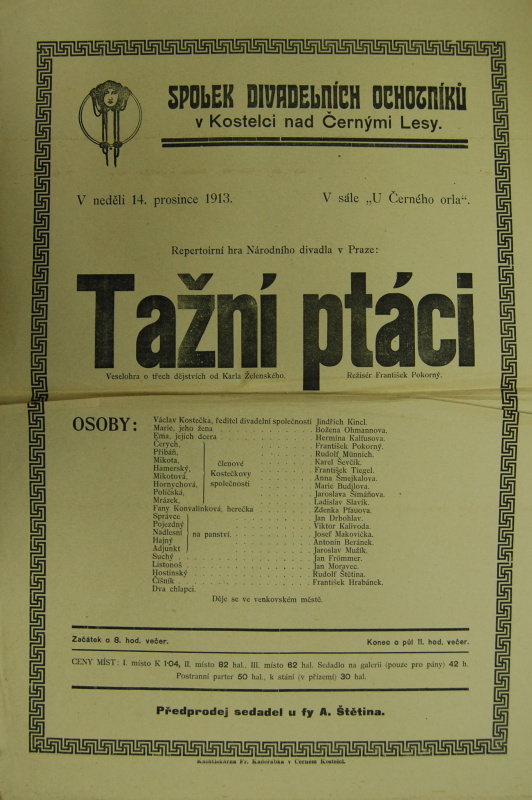 SPOLEK DIVADELNÍCH OCHOTNÍKŮ
v Kostelci nad Černými Lesy.
V neděli 14. prosince 1913. V sále „U Černého orla“.
Repertoirní hra Národního divadla v Praze:
Tažní ptáci
Veselohra o třech dějstvích od Karla Želenského. Režisér František Pokorný.
OSOBY:
Václav Kostečka, ředitel divadelní společnosti Jindřich Kincl.
Marie, jeho žena Božena Ohmannova.
Ema, jejich dcera Hermína Kalfusova.
Čerych, František Pokorný.
Přibáň, Rudolf Münnich.
Mikota, Karel Ševčík.
Hamerský, František Tiegel.
Mikotová, Anna Smejkalova.
Hornychová, Marie Budilova.
Poličská, Jaroslava Šimáňova.
Mrázek, Ladislav Slavík.
členové
Kostečkovy
společnosti
Fany Konvalinková, herečka Zdenka Pfauova.
Správce Jan Drbohlav.
Pojezdný Viktor Kalivoda.
Nadlesní na panství. Josef Makovička.
Hajný Antonín Beránek.
Adjunkt Jaroslav Mužík.
Suchý Jan Frömmer.
Listonoš Jan Moravec.
Hostinský Rudolf Štětina.
Číšník František Hrabánek.
Dva chlapci.
Děje se ve venkovském městě.
Začátek o 8. hod. večer. Konec o půl 11. hod. večer.
CENY MÍST: I. místo K 1·04, II. místo 82 hal., III. místo 62 hal. Sedadlo na galerii (pouze pro pány) 42 h.
Postranní parter 50 hal., k stání (v přízemí) 30 hal.
Předprodej sedadel u fy A. Štětina.
Knihtiskárna Fr. Kadeřábka v Černém Kostelci.